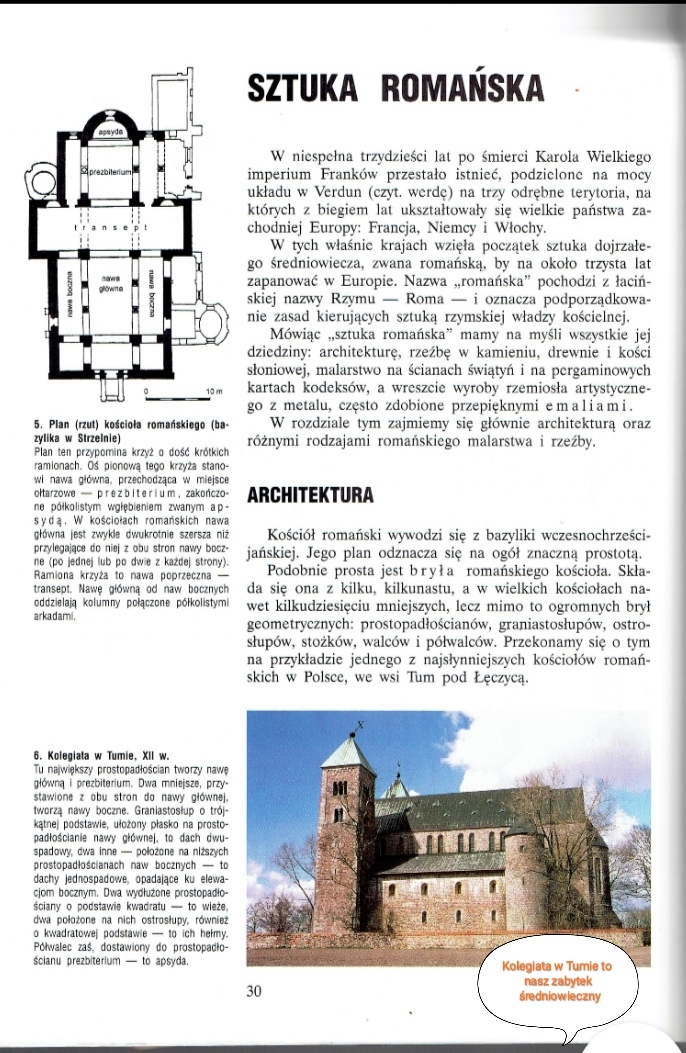 SZTUKA ROMAŃSKA
W niespełna trzydzieści lat po śmierci Karola Wielkiego
imperium Franków przestało istnieć, podzielone na mocy
układu w Verdun (czyt. werdę) na trzy odrębne terytoria, na
których z biegiem lat ukształtowały się wielkie państwa za-
chodniej Europy: Francja, Niemcy i Włochy.
W tych właśnie krajach wzięła początek sztuka dojrzałe-
go średniowiecza, zwana romańską, by na około trzysta lat
zapanować w Europie. Nazwa „romańska” pochodzi z łaciń-
skiej nazwy Rzymu — Roma — i oznacza podporządkowa-
nie zasad kierujących sztuką rzymskiej władzy kościelnej.
Mówiąc „sztuka romańska” mamy na myśli wszystkie jej
dziedziny: architekturę, rzeźbę w kamieniu, drewnie i kości
słoniowej, malarstwo na ścianach świątyń i na pergaminowych
kartach kodeksów, a wreszcie wyroby rzemiosła artystyczne-
go z metalu, często zdobione przepięknymi emaliami.
W rozdziale tym zajmiemy się głównie architekturą oraz
różnymi rodzajami romańskiego malarstwa i rzeźby.
apsyda
prezbiterium
transept
nawa boczna
nawa
główna
nawa boczna
0 10 m
5. Plan (rzut) kościoła romańskiego (ba-
zylika w Strzelnie)
Plan ten przypomina krzyż o dość krótkich
ramionach. Oś pionową tego krzyża stano-
wi nawa główna, przechodząca w miejsce
ołtarzowe — prezbiterium, zakończo-
ne półkolistym wgłębieniem zwanym ap-
sydą. W kościołach romańskich nawa
główna jest zwykle dwukrotnie szersza niż
przylegające do niej z obu stron nawy bocz-
ne (po jednej lub po dwie z każdej strony).
Ramiona krzyża to nawa poprzeczna —
transept. Nawę główną od naw bocznych
oddzielają kolumny połączone półkolistymi
arkadami.
ARCHITEKTURA
Kościół romański wywodzi się z bazyliki wczesnochrześci-
jańskiej. Jego plan odznacza się na ogół znaczną prostotą.
Podobnie prosta jest bryła romańskiego kościoła. Skła-
da się ona z kilku, kilkunastu, a w wielkich kościołach na-
wet kilkudziesięciu mniejszych, lecz mimo to ogromnych brył
geometrycznych: prostopadłościanów, graniastosłupów, ostro-
słupów, stożków, walców i półwalców. Przekonamy się o tym
na przykładzie jednego z najsłynniejszych kościołów romań-
skich w Polsce, we wsi Tum pod Łęczycą.
6. Kolegiata w Tumie, XII w.
Tu największy prostopadłościan tworzy nawę
główną i prezbiterium. Dwa mniejsze, przy-
stawione z obu stron do nawy głównej,
tworzą nawy boczne. Graniastosłup o trój-
kątnej podstawie, ułożony płasko na prosto-
padłościanie nawy głównej, to dach dwu-
spadowy, dwa inne — położone na niższych
prostopadłościanach naw bocznych — to
dachy jednospadowe, opadające ku elewa-
cjom bocznym. Dwa wydłużone prostopadło-
ściany o podstawie kwadratu — to wieże,
dwa położone na nich ostrosłupy, również
o kwadratowej podstawie — to ich hełmy.
Półwalec zaś, dostawiony do prostopadło-
ścianu prezbiterium — to apsyda.
Kolegiata w Tumie to
nasz zabytek
średniowieczny
30